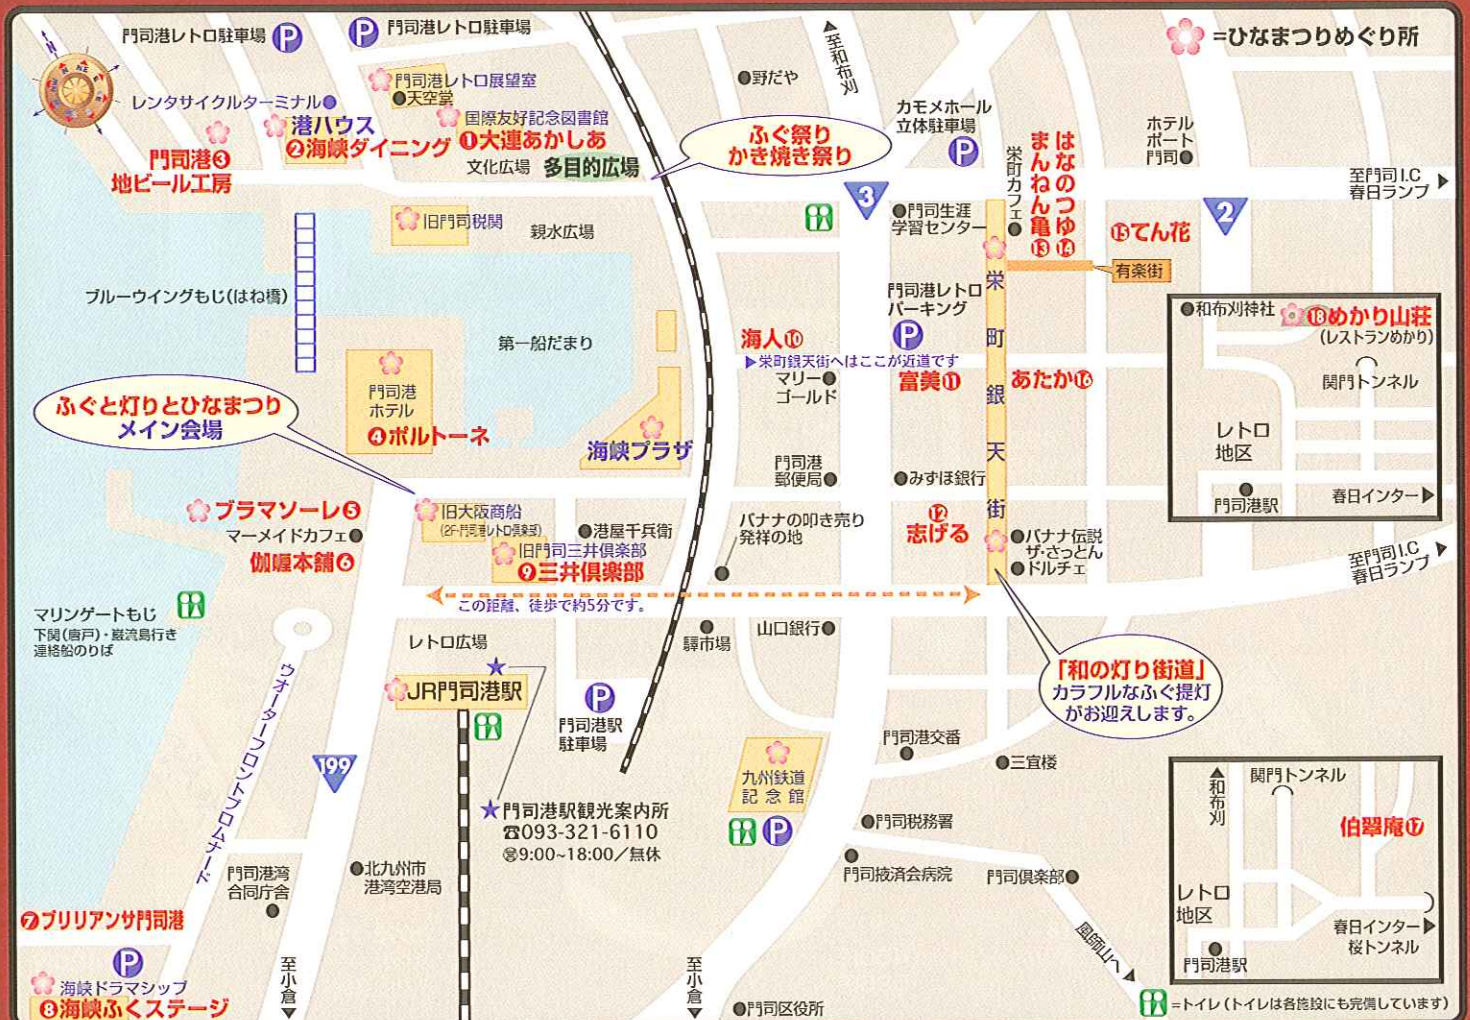 門司港レトロ駐車場
P
P
門司港レトロ駐車場
=ひなまつりめぐり所
至和布刈
野だや
カモメホール
立体駐車場
P
ホテル
ポート
門司
門司港レトロ展望室
天空堂
レンタサイクルターミナル
港ハウス
②海峡ダイニング
国際友好記念図書館
①大連あかしあ
文化広場
多目的広場
ふぐ祭り
かき焼き祭り
門司港③
地ビール工房
栄町カフェ
まんねん亀⑬
はなのつゆ⑭
⑮てん花
有楽街
至門司I.C
春日ランプ
3
2
旧門司税関
親水広場
門司生涯
学習センター
ブルーウイングもじ(はね橋)
第一船だまり
門司港レトロ
パーキング
P
栄町銀天街
海人⑩
▶栄町銀天街へはここが近道です
マリー
ゴールド
富美⑪
あたか⑯
和布刈神社
⑱めかり山荘
(レストランめかり)
関門トンネル
レトロ
地区
門司港駅
春日インター▶
ふぐと灯りとひなまつり
メイン会場
門司港
ホテル
④ポルトーネ
海峡プラザ
門司港
郵便局
みずほ銀行
⑫
志げる
バナナの叩き売り
発祥の地
バナナ伝説
ザ・さっとん
ドルチェ
ブラマソーレ⑤
マーメイドカフェ
伽哩本舗⑥
旧大阪商船
(2F-門司港レトロ倶楽部)
港屋千兵衛
旧門司三井倶楽部
⑨三井倶楽部
この距離、徒歩で約5分です。
至門司I.C
春日ランプ
マリンゲートもじ
下関(唐戸)・巌流島行き
連絡船のりば
レトロ広場
驛市場
山口銀行
「和の灯り街道」
カラフルなふぐ提灯
がお迎えします。
JR門司港駅
P
門司港駅
駐車場
ウオーターフロントプロムナード
199
門司港駅観光案内所
☎093-321-6110
営9:00~18:00/無休
九州鉄道
記念館
P
門司港交番
三宜楼
門司税務署
門司掖済会病院
門司倶楽部
風師山へ
門司港湾
合同庁舎
北九州市
港湾空港局
⑦ブリリアンサ門司港
P
海峡ドラマシップ
⑧海峡ふくステージ
至小倉
至小倉
門司区役所
和布刈
関門トンネル
伯翠庵⑰
レトロ
地区
春日インター▶
桜トンネル
門司港駅
=トイレ(トイレは各施設にも完備しています)